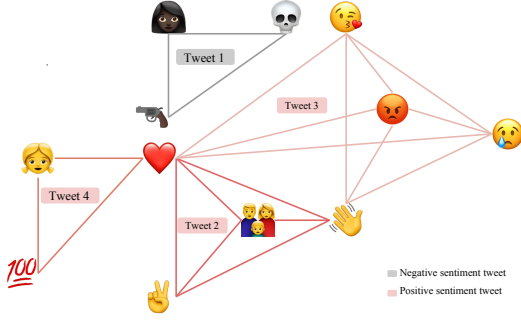 Tweet 1
Tweet 3
Tweet 4
Tweet 2
💯
Negative sentiment tweet
Positive sentiment tweet